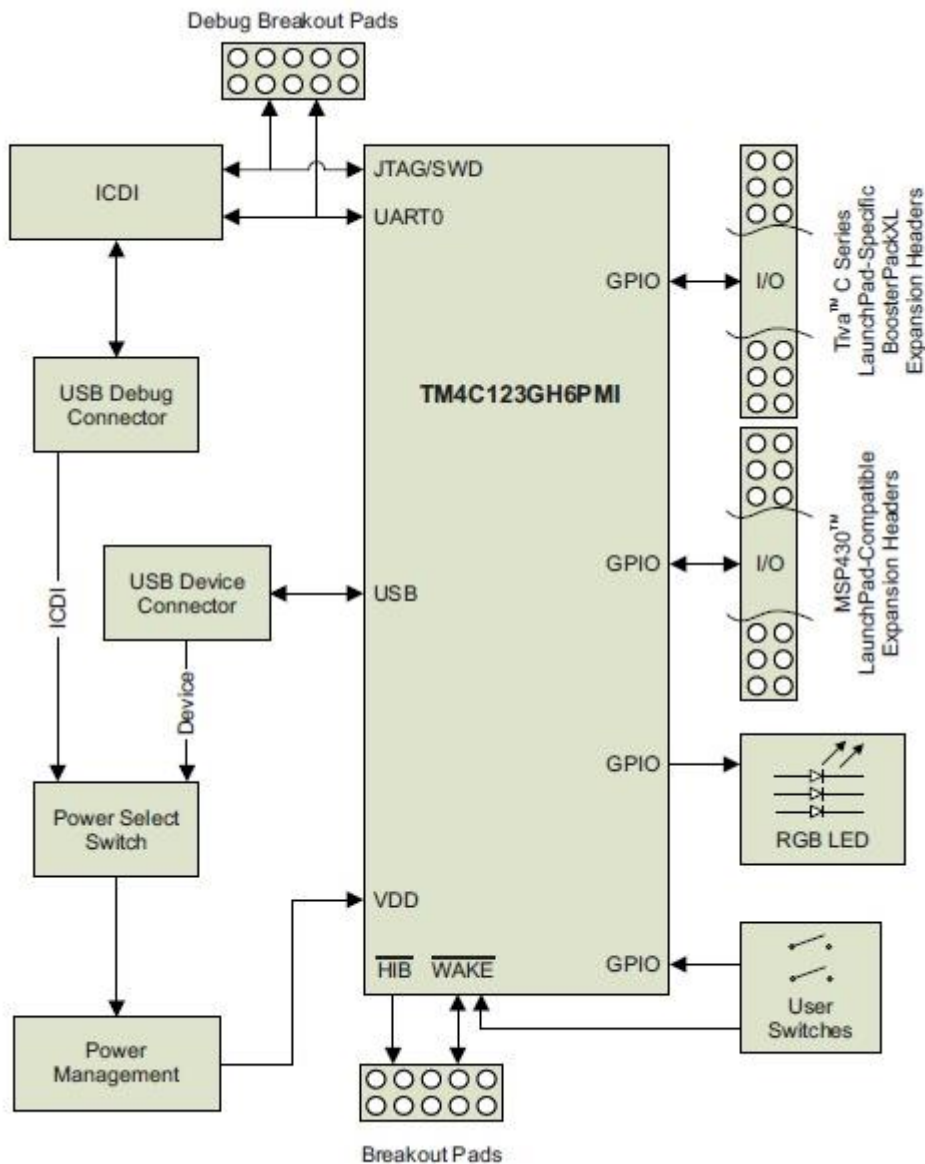 Debug Breakout Pads
ICDI
JTAG/SWD
UART0
GPIO
I/O
Tiva™ C Series
LaunchPad-Specific
BoosterPackXL
Expansion Headers
USB Debug
Connector
TM4C123GH6PMI
ICDI
USB Device
Connector
USB
GPIO
I/O
MSP430™
LaunchPad-Compatible
Expansion Headers
Device
GPIO
RGB LED
Power Select
Switch
VDD
HIB
WAKE
GPIO
User
Switches
Power
Management
Breakout Pads